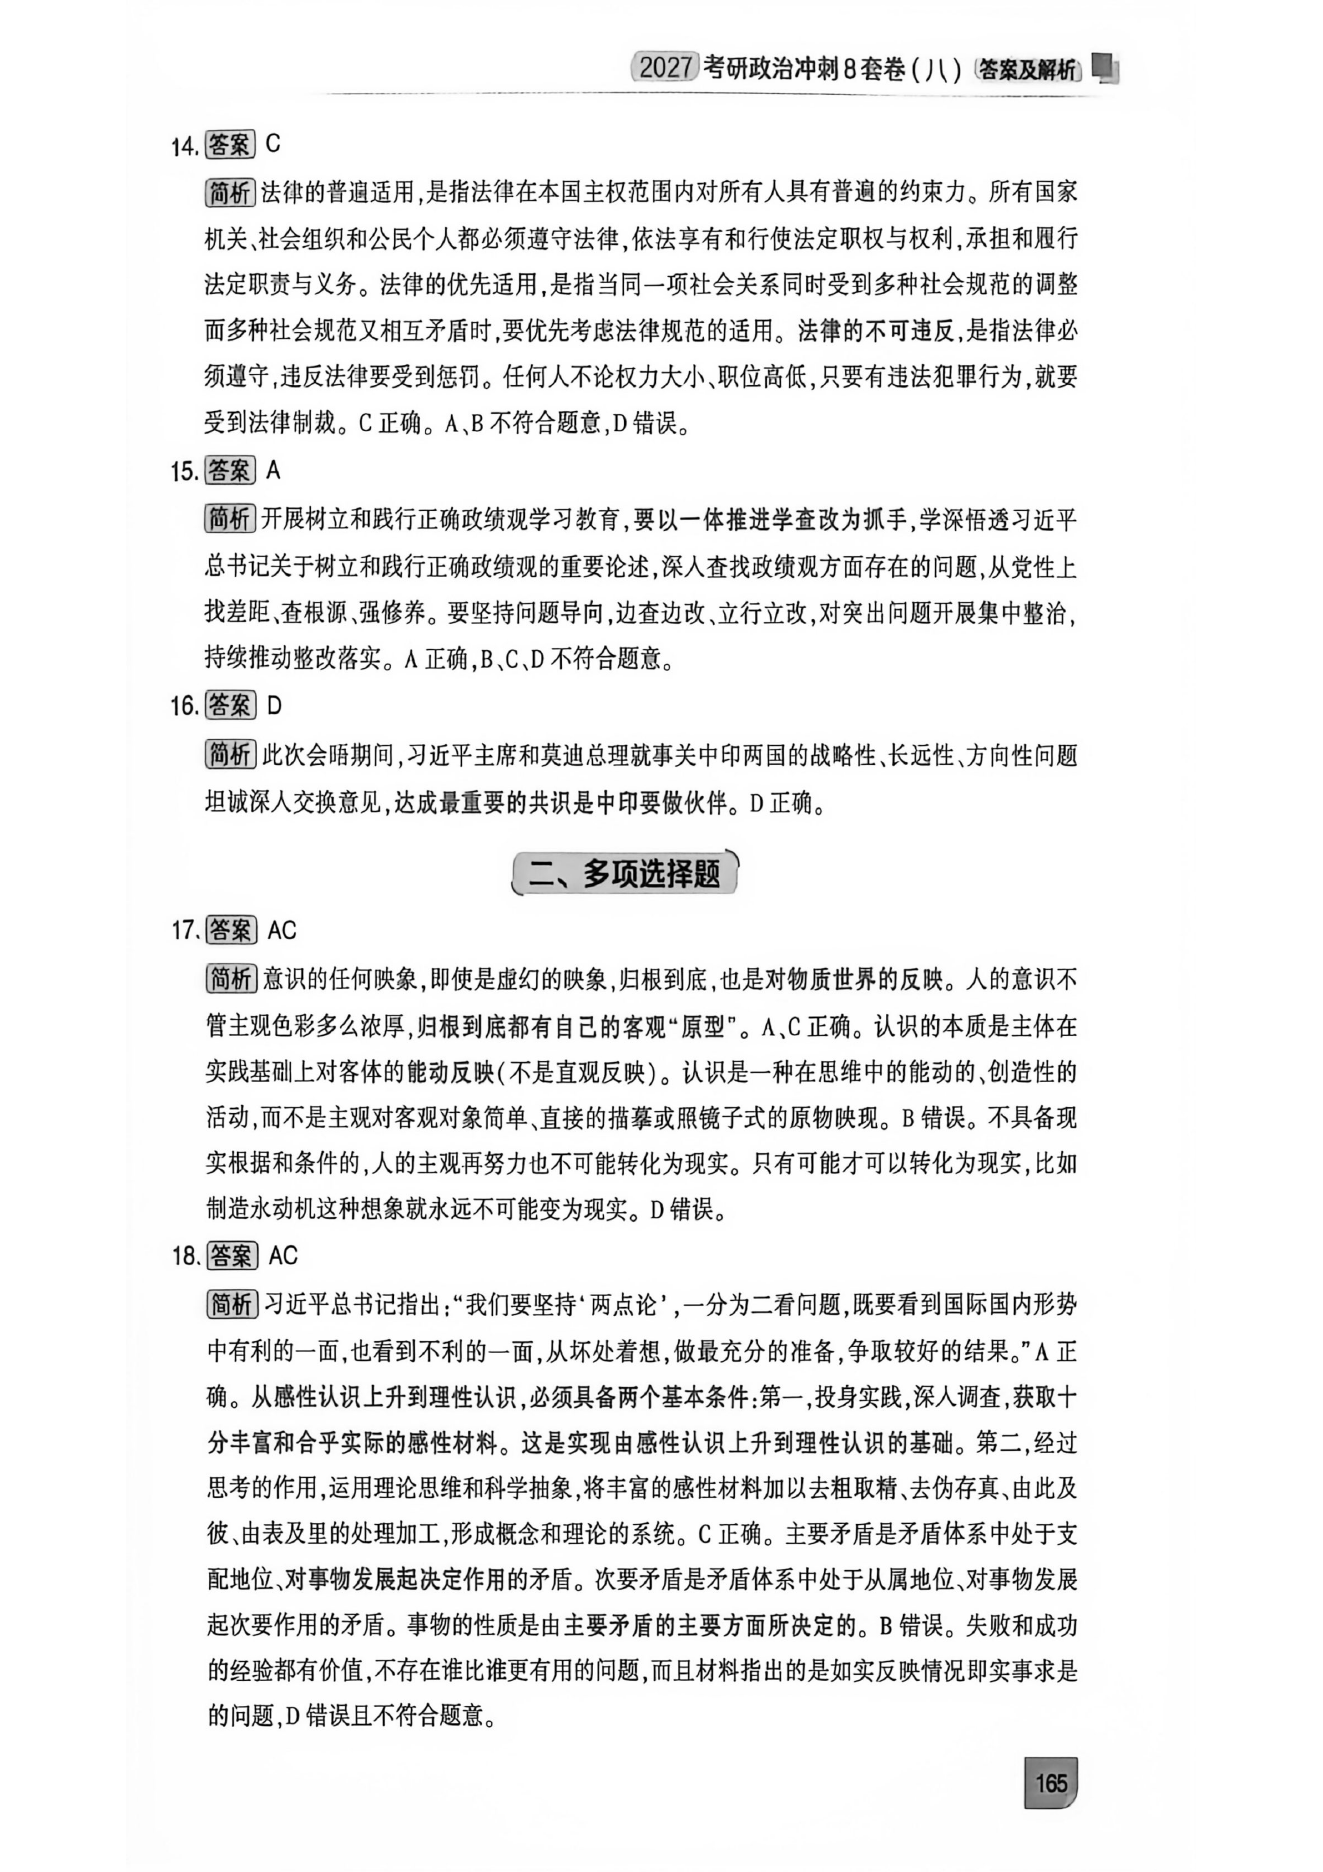 2027 考研政治冲刺8套卷(八) 答案及解析
14. 答案 C
简析 法律的普遍适用,是指法律在本国主权范围内对所有人具有普遍的约束力。所有国家
机关、社会组织和公民个人都必须遵守法律,依法享有和行使法定职权与权利,承担和履行
法定职责与义务。法律的优先适用,是指当同一项社会关系同时受到多种社会规范的调整
而多种社会规范又相互矛盾时,要优先考虑法律规范的适用。法律的不可违反,是指法律必
须遵守,违反法律要受到惩罚。任何人不论权力大小、职位高低,只要有违法犯罪行为,就要
受到法律制裁。C 正确。A、B 不符合题意,D 错误。
15. 答案 A
简析 开展树立和践行正确政绩观学习教育,要以一体推进学查改为抓手,学深悟透习近平
总书记关于树立和践行正确政绩观的重要论述,深入查找政绩观方面存在的问题,从党性上
找差距、查根源、强修养。要坚持问题导向,边查边改、立行立改,对突出问题开展集中整治,
持续推动整改落实。A 正确,B、C、D 不符合题意。
16. 答案 D
简析 此次会晤期间,习近平主席和莫迪总理就事关中印两国的战略性、长远性、方向性问题
坦诚深入交换意见,达成最重要的共识是中印要做伙伴。D 正确。
二、多项选择题
17. 答案 AC
简析 意识的任何映象,即使是虚幻的映象,归根到底,也是对物质世界的反映。人的意识不
管主观色彩多么浓厚,归根到底都有自己的客观“原型”。A、C 正确。认识的本质是主体在
实践基础上对客体的能动反映(不是直观反映)。认识是一种在思维中的能动的、创造性的
活动,而不是主观对客观对象简单、直接的描摹或照镜子式的原物映现。B 错误。不具备现
实根据和条件的,人的主观再努力也不可能转化为现实。只有可能才可以转化为现实,比如
制造永动机这种想象就永远不可能变为现实。D 错误。
18. 答案 AC
简析 习近平总书记指出:“我们要坚持‘两点论’,一分为二看问题,既要看到国际国内形势
中有利的一面,也看到不利的一面,从坏处着想,做最充分的准备,争取较好的结果。”A 正
确。从感性认识上升到理性认识,必须具备两个基本条件:第一,投身实践,深入调查,获取十
分丰富和合乎实际的感性材料。这是实现由感性认识上升到理性认识的基础。第二,经过
思考的作用,运用理论思维和科学抽象,将丰富的感性材料加以去粗取精、去伪存真、由此及
彼、由表及里的处理加工,形成概念和理论的系统。C 正确。主要矛盾是矛盾体系中处于支
配地位、对事物发展起决定作用的矛盾。次要矛盾是矛盾体系中处于从属地位、对事物发展
起次要作用的矛盾。事物的性质是由主要矛盾的主要方面所决定的。B 错误。失败和成功
的经验都有价值,不存在谁比谁更有用的问题,而且材料指出的是如实反映情况即实事求是
的问题,D 错误且不符合题意。
165